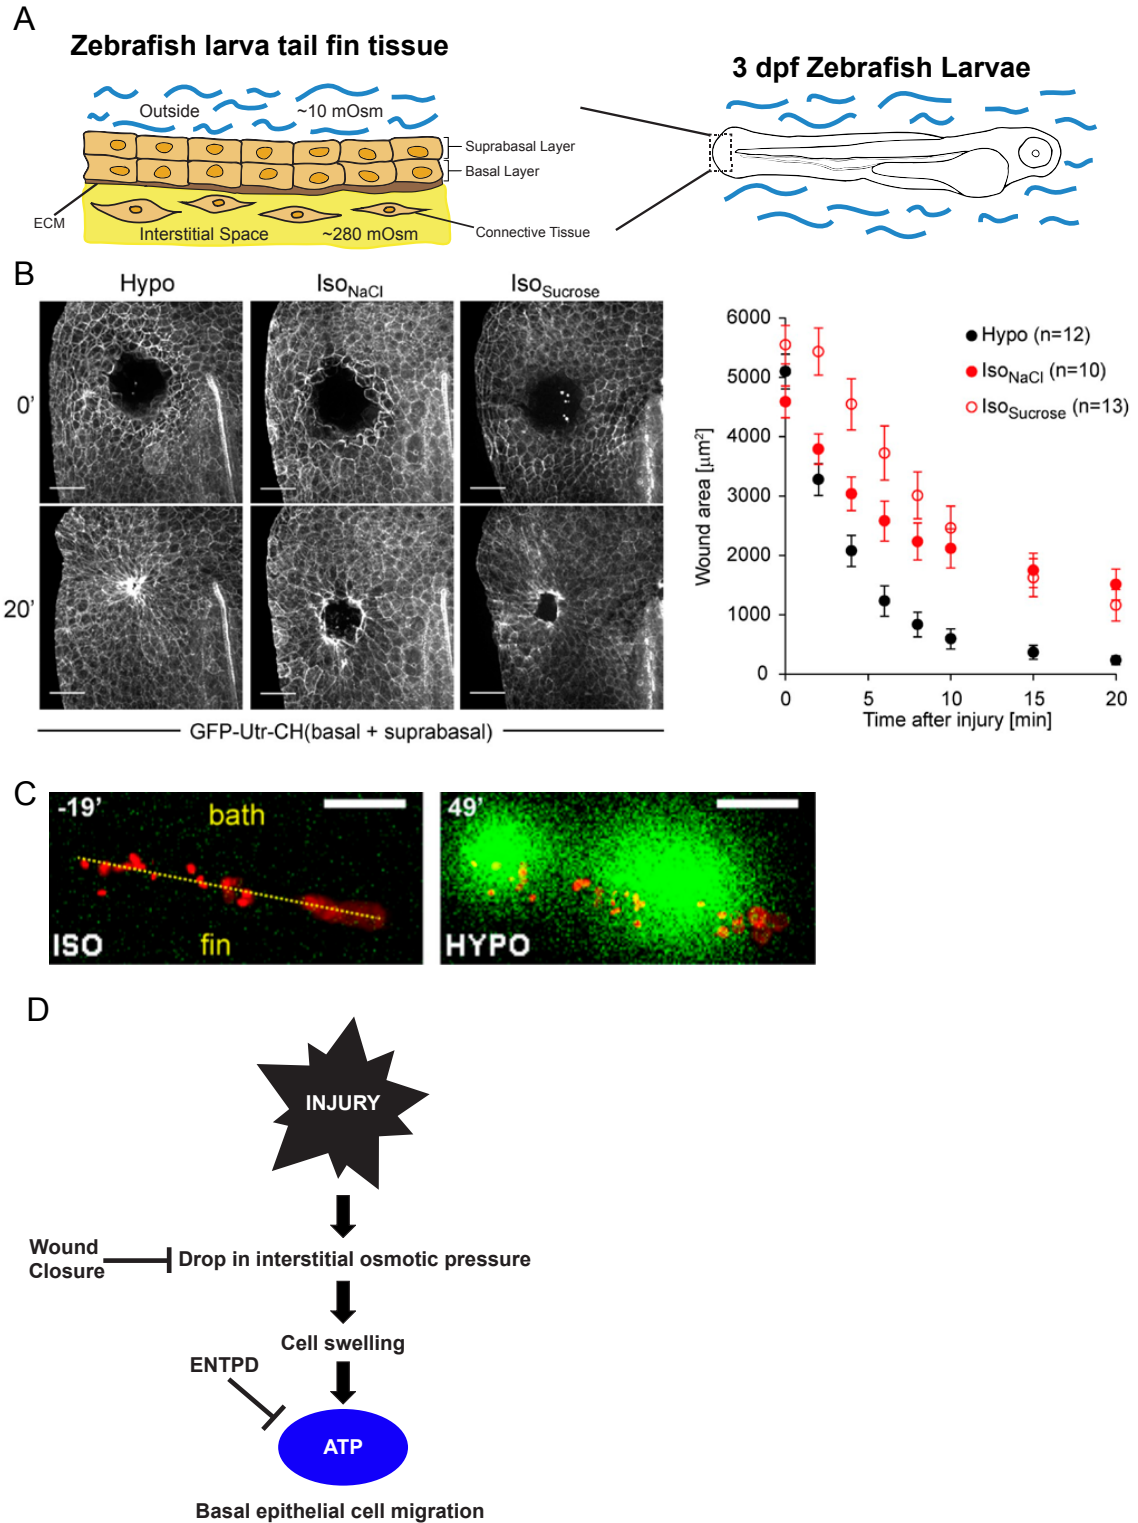 A
Zebrafish larva tail fin tissue
3 dpf Zebrafish Larvae
Outside ~10 mOsm
Suprabasal Layer
Basal Layer
ECM
Interstitial Space ~280 mOsm
Connective Tissue
B
Hypo
IsoNaCl
IsoSucrose
0'
20'
GFP-Utr-CH(basal + suprabasal)
6000
5000
4000
3000
2000
1000
0
Wound area [µm²]
Hypo (n=12)
IsoNaCl (n=10)
IsoSucrose (n=13)
0 5 10 15 20
Time after injury [min]
C
-19'
bath
fin
ISO
49'
HYPO
D
INJURY
Wound
Closure
Drop in interstitial osmotic pressure
Cell swelling
ENTPD
ATP
Basal epithelial cell migration